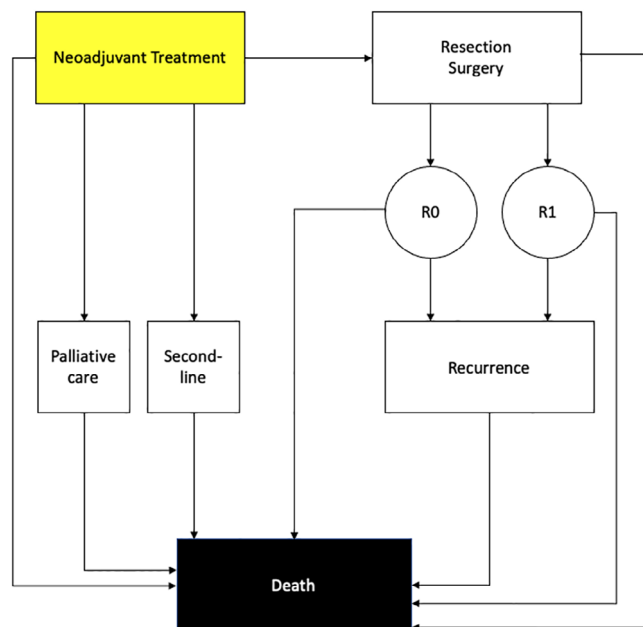 Neoadjuvant Treatment
Resection
Surgery
R0
R1
Palliative
care
Second-
line
Recurrence
Death